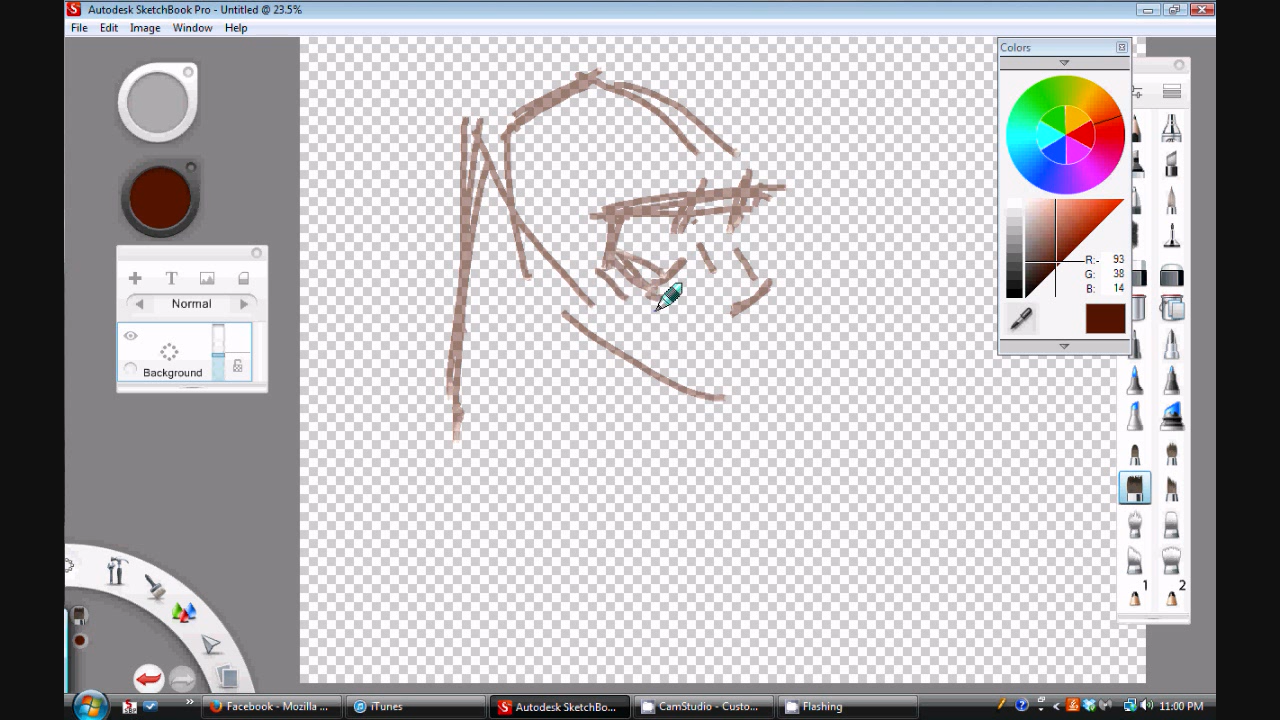 Autodesk SketchBook Pro - Untitled @ 23.5%
File Edit Image Window Help
Colors
R: 93
G: 38
B: 14
T
Normal
Background
1 2
Facebook - Mozilla ... iTunes Autodesk SketchBo... CamStudio - Custo... Flashing 11:00 PM